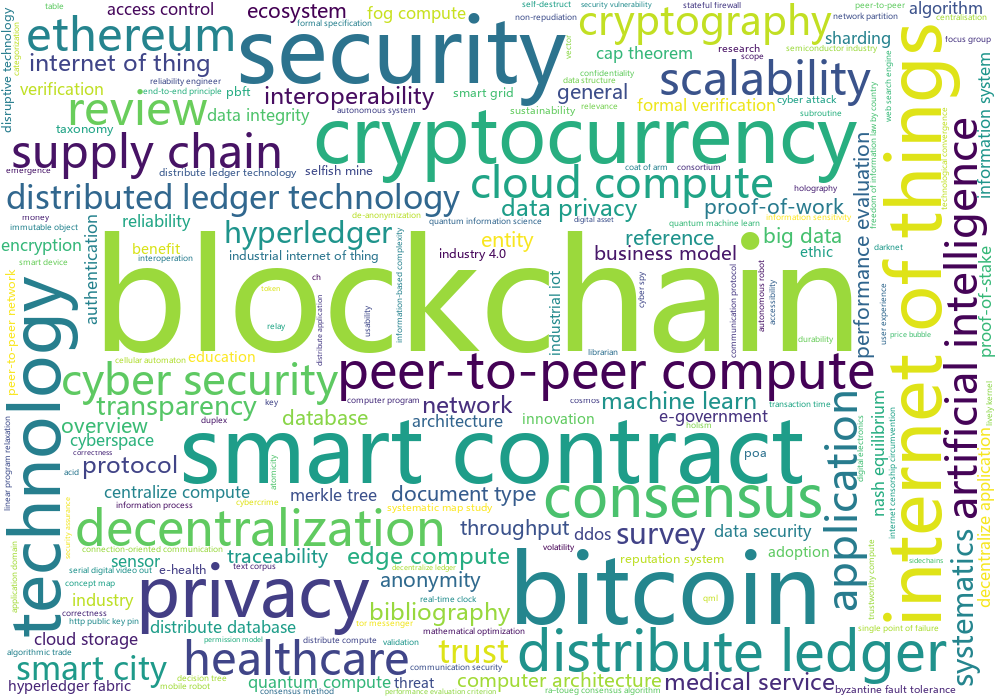 table
access control
ecosystem
formal specification
fog compute
self-destruct
non-repudiation
security vulnerability
stateful firewall
peer-to-peer
network partition
algorithm
centralisation
disruptive technology
categorization
ethereum
security
vector
cryptography
sharding
research
scope
semiconductor industry
focus group
internet of thing
cap theorem
scalability
web search engine
internet of things
reliability engineer
verification
end-to-end principle
pbft
interoperability
smart grid
confidentiality
data structure
general
relevance
formal verification
cyber attack
subroutine
freedom of information law by country
technological convergence
information system
review
data integrity
autonomous system
sustainability
taxonomy
cryptocurrency
supply chain
emergence
distribute ledger technology
selfish mine
coat of arm
consortium
cloud compute
holography
distributed ledger technology
data privacy
proof-of-work
performance evaluation
artificial intelligence
money
immutable object
reliability
de-anonymization
quantum information science
digital asset
quantum machine learn
information sensitivity
encryption
authentication
hyperledger
entity
reference
big data
benefit
interoperation
industrial internet of thing
information-based complexity
industry 4.0
business model
ethic
darknet
smart device
proof-of-stake
blockchain
peer-to-peer network
technology
ch
token
relay
distribute application
usability
industrial iot
cyber spy
communication protocol
autonomous robot
accessibility
user experience
price bubble
durability
librarian
cellular automaton
education
cyber security
peer-to-peer compute
lively kernel
transparency
key
computer program
network
cosmos
machine learn
transaction time
duplex
database
architecture
innovation
e-government
holism
overview
cyberspace
correctness
smart contract
poa
application
digital electronics
nash equilibrium
internet censorship circumvention
linear program relaxation
acid
protocol
atomicity
centralize compute
information process
merkle tree
document type
consensus
cybercrime
systematic map study
security assurance
decentralization
throughput
ddos
survey
data security
connection-oriented communication
volatility
sensor
traceability
edge compute
reputation system
adoption
trustworthy compute
sidechains
systematics
decentralize application
application domain
serial digital video out
e-health
text corpus
decentralize ledger
concept map
privacy
anonymity
bitcoin
qml
industry
real-time clock
bibliography
correctness
http public key pin
distribute database
tor messenger
mathematical optimization
single point of failure
cloud storage
permission model
distribute compute
validation
algorithmic trade
healthcare
trust
distribute ledger
smart city
communication security
decision tree
mobile robot
quantum compute
threat
computer architecture
medical service
hyperledger fabric
consensus method
performance evaluation criterion
ra-toueg consensus algorithm
byzantine fault tolerance